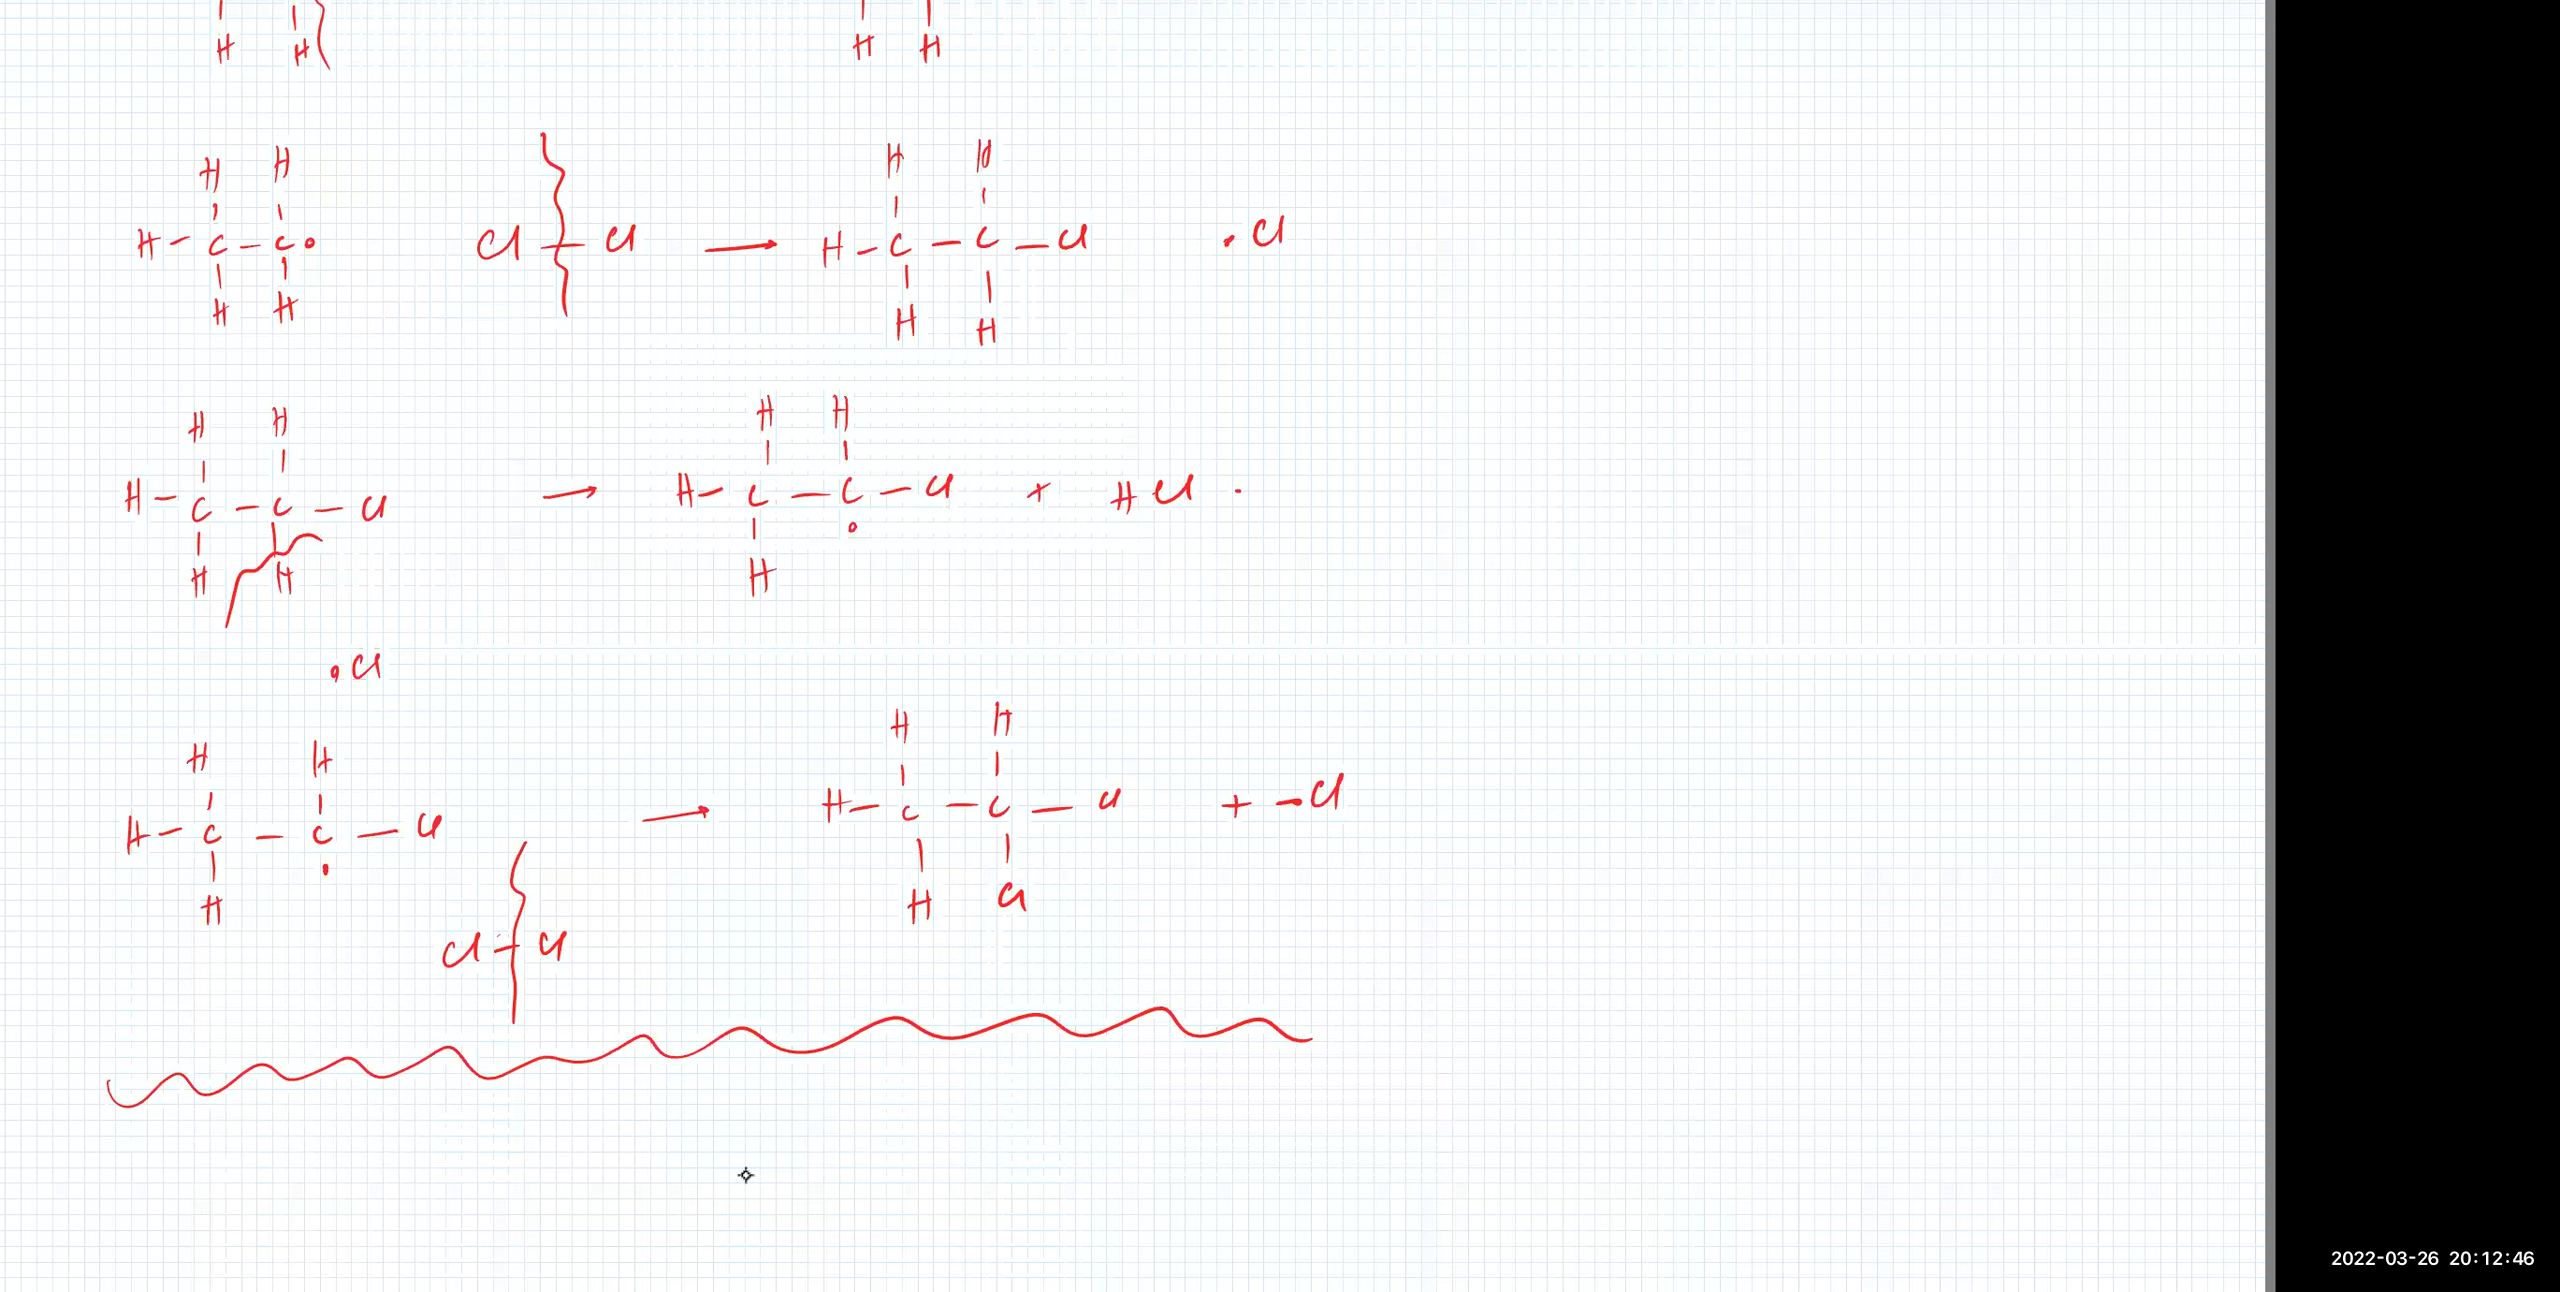 H H H H
H H H H
H - C - C • Cl - Cl → H - C - C - Cl • Cl
H H H H
H H H H
H - C - C - Cl → H - C - C - Cl + HCl .
H H H
• Cl
H H H H
H - C - C - Cl → H - C - C - Cl + • Cl
H H Cl
Cl - Cl
2022-03-26 20:12:46